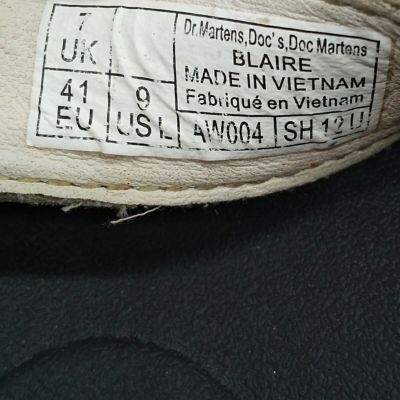 7
UK
41
EU
9
US L
Dr.Martens,Doc's,Doc Martens
BLAIRE
MADE IN VIETNAM
Fabriqué en Vietnam
AW004
SH 12 U